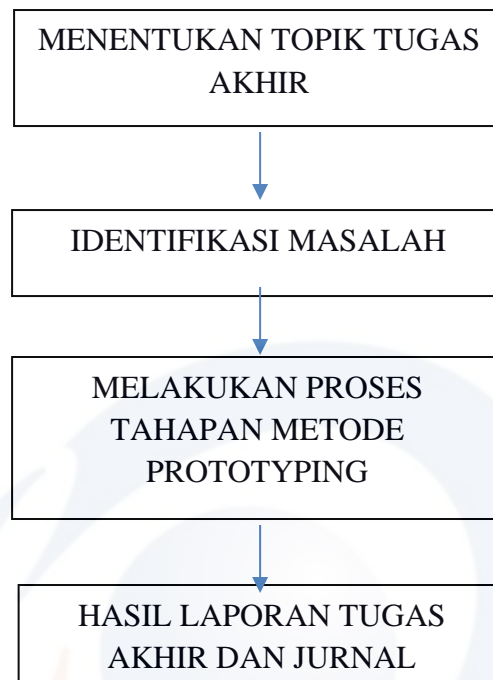 MENENTUKAN TOPIK TUGAS
AKHIR
IDENTIFIKASI MASALAH
MELAKUKAN PROSES
TAHAPAN METODE
PROTOTYPING
HASIL LAPORAN TUGAS
AKHIR DAN JURNAL